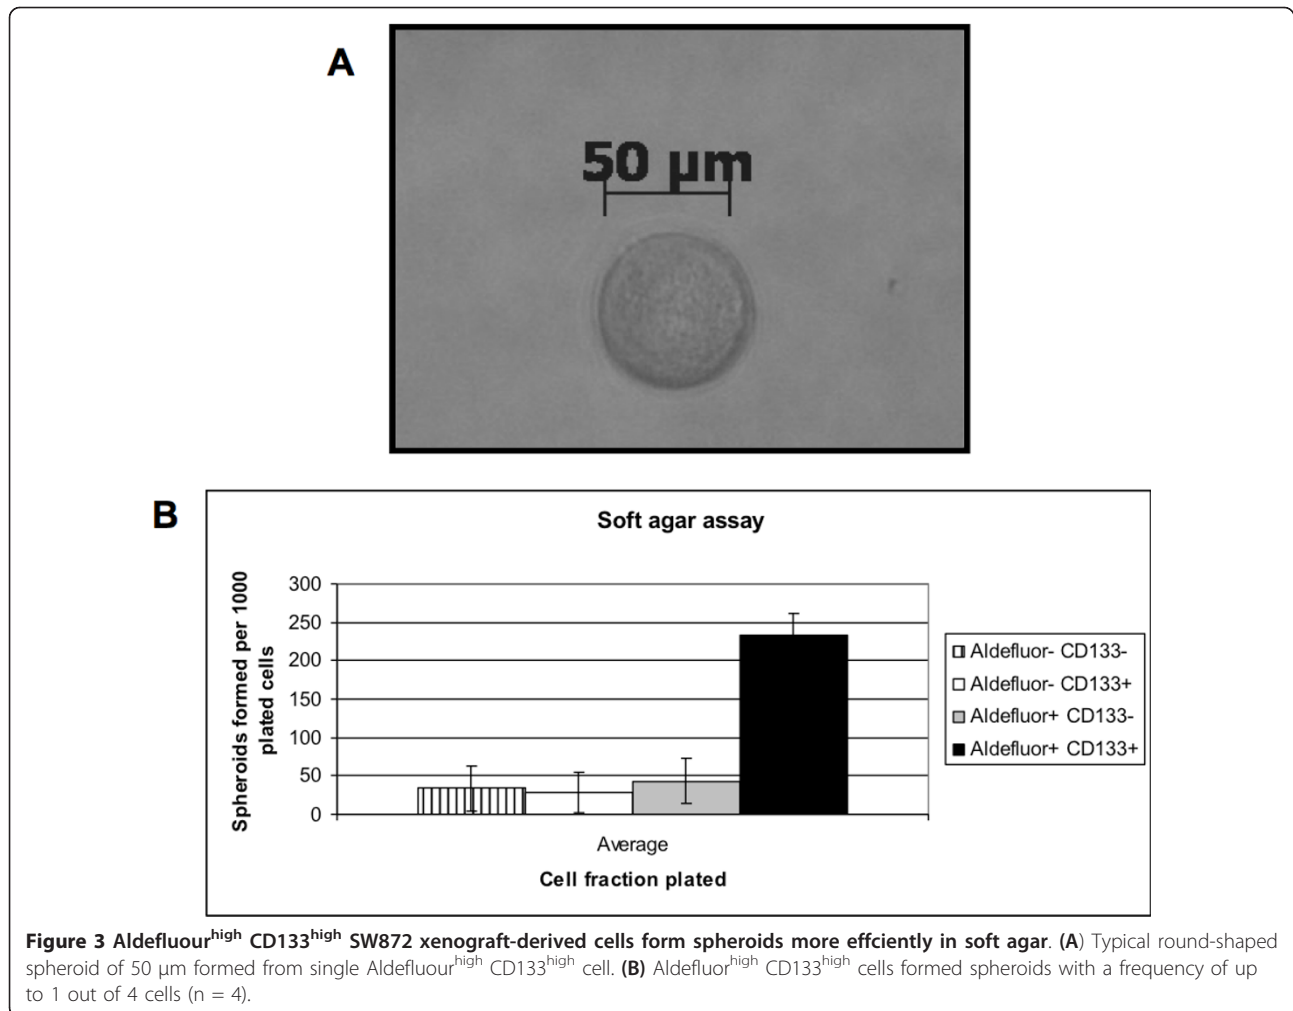 A
50 µm
B
Soft agar assay
Spheroids formed per 1000
plated cells
300
250
200
150
100
50
0
Average
Cell fraction plated
Aldefluor- CD133-
Aldefluor- CD133+
Aldefluor+ CD133-
Aldefluor+ CD133+
Figure 3 Aldefluour^high CD133^high SW872 xenograft-derived cells form spheroids more effciently in soft agar. (A) Typical round-shaped
spheroid of 50 μm formed from single Aldefluour^high CD133^high cell. (B) Aldefluor^high CD133^high cells formed spheroids with a frequency of up
to 1 out of 4 cells (n = 4).